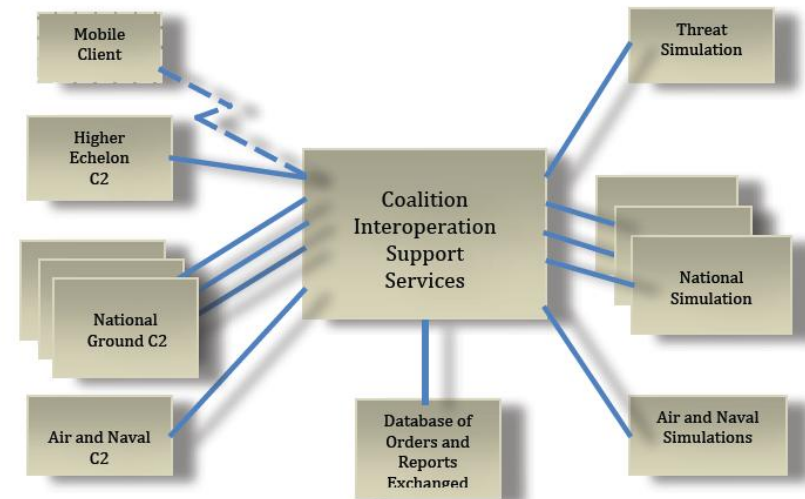 Mobile
Client
Threat
Simulation
Higher
Echelon
C2
Coalition
Interoperation
Support
Services
National
Ground C2
National
Simulation
Air and Naval
C2
Database of
Orders and
Reports
Exchanged
Air and Naval
Simulations